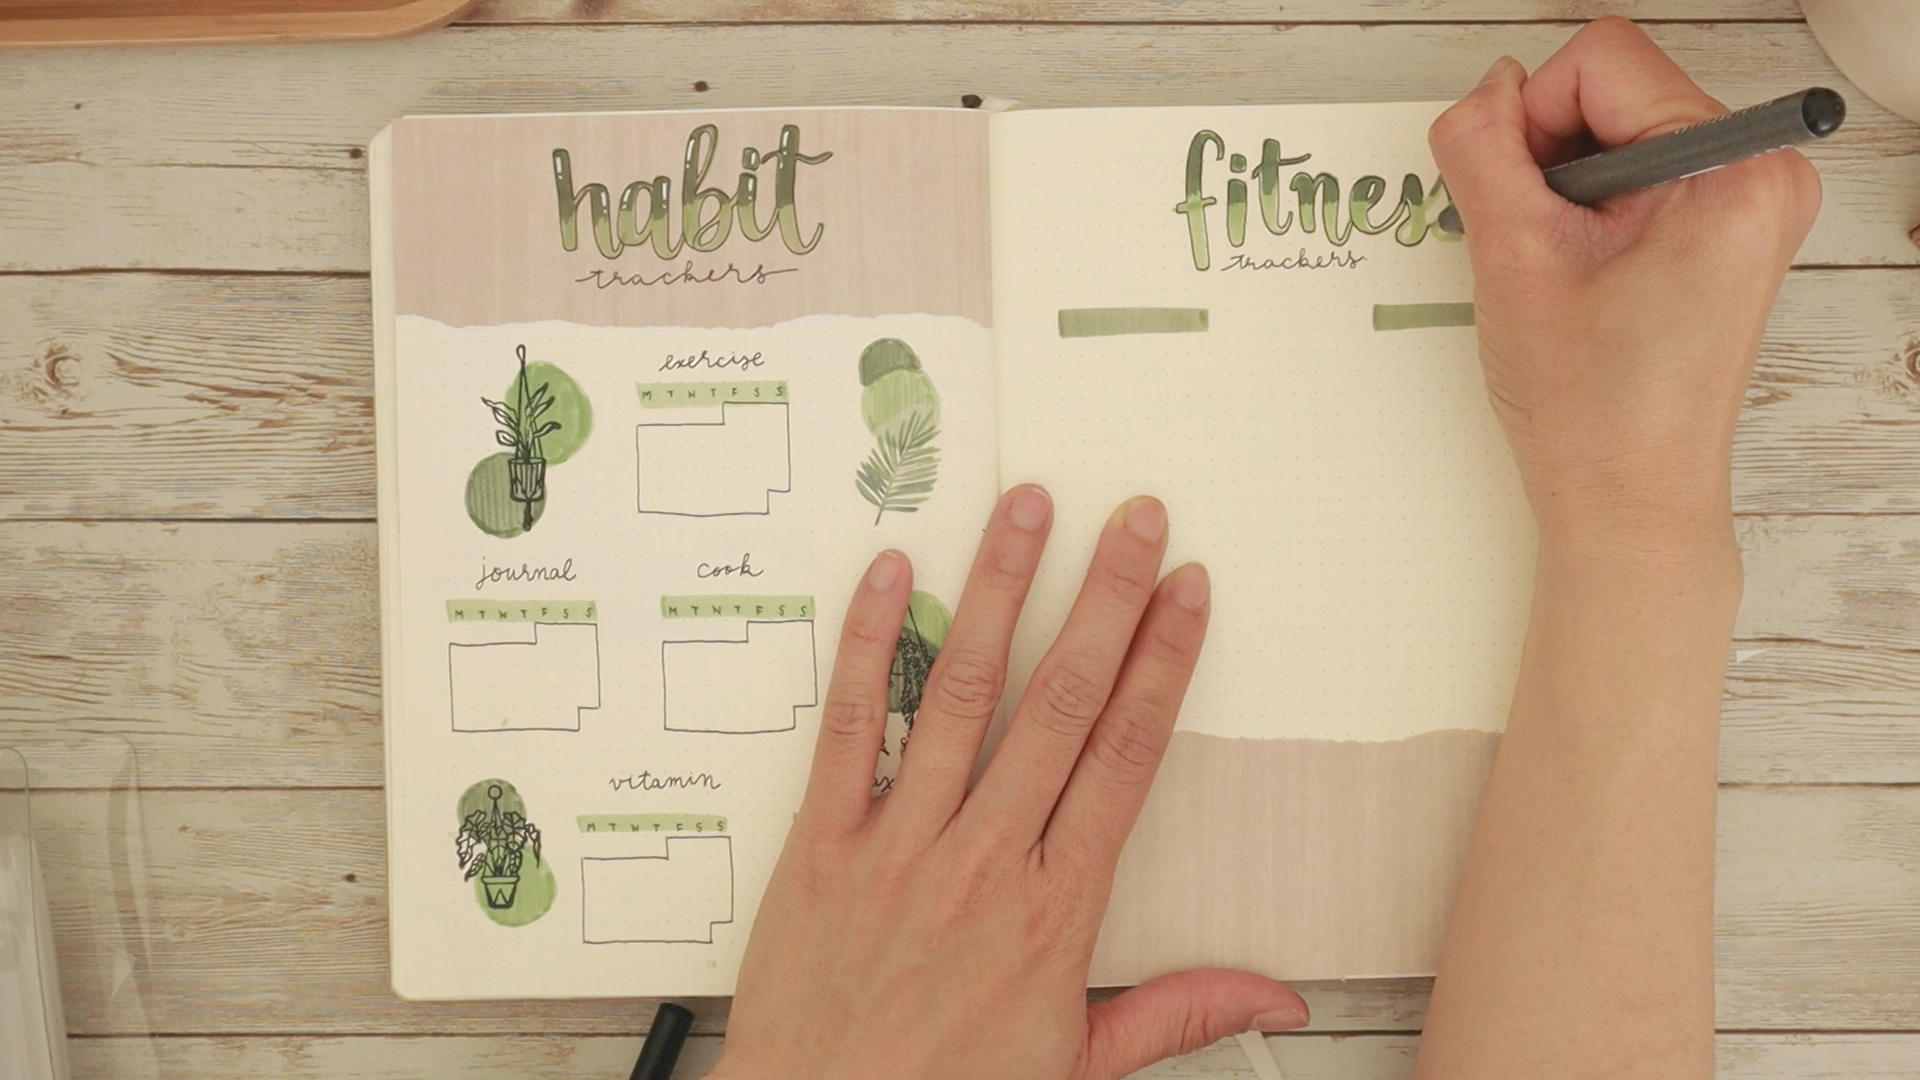 habit
trackers
exercise
M T W T F S S
journal
M T W T F S S
cook
M T W T F S S
vitamin
M T W T F S S
fitness
trackers